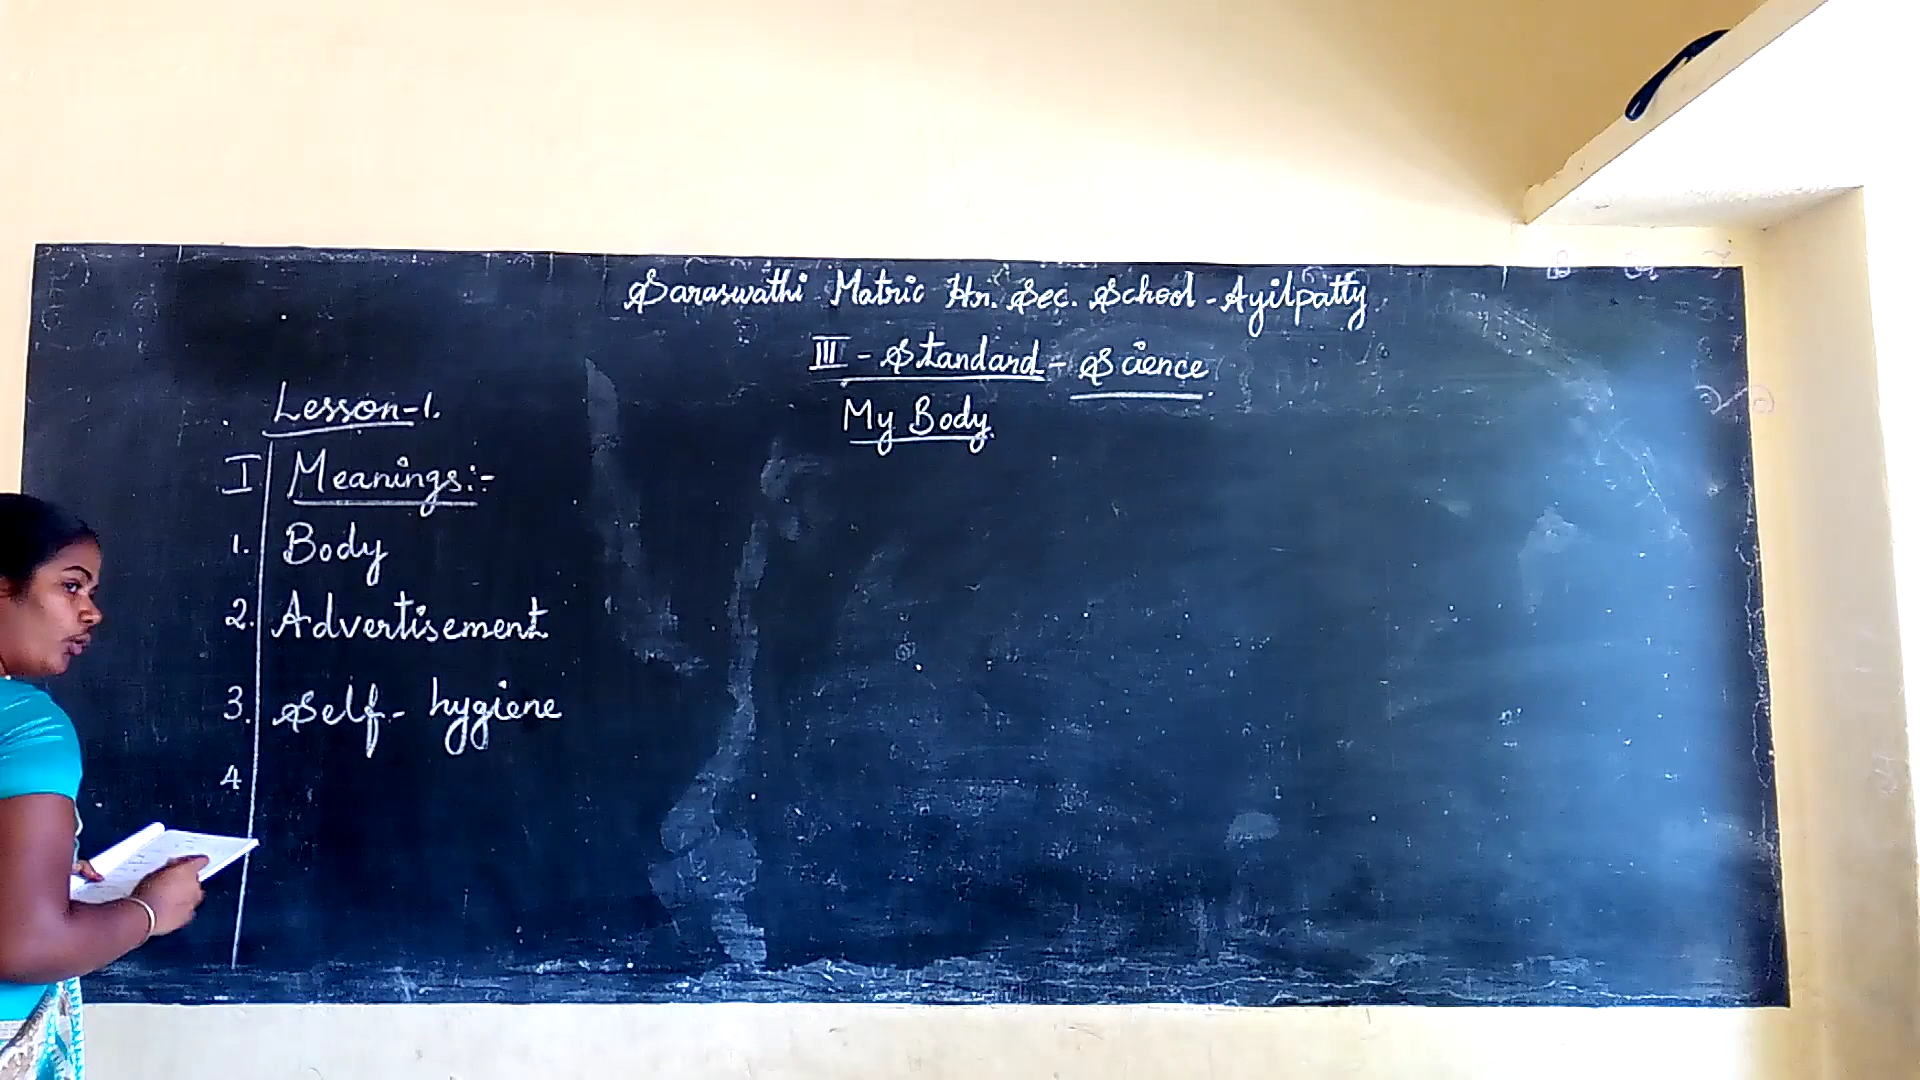 Saraswathi Matric Hr. Sec. School - Ayilpatty
III - Standard - Science
Lesson-1.
My Body
I Meanings:-
1. Body
2. Advertisement
3. Self- hygiene
4